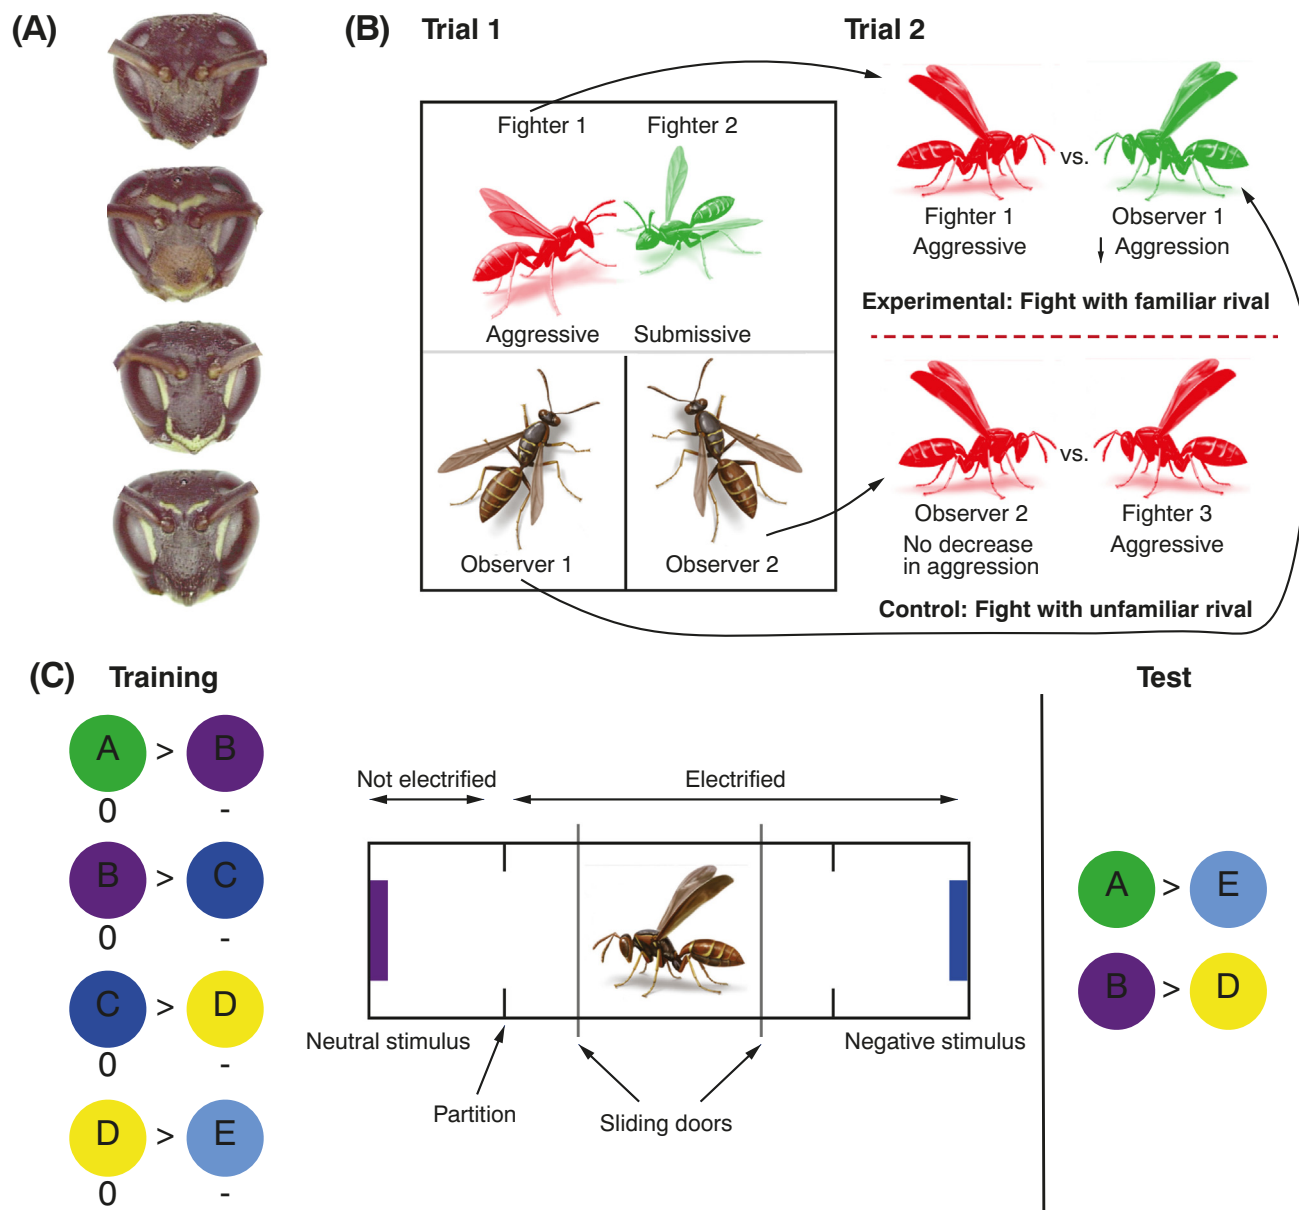 (A)
(B) Trial 1 Trial 2
Fighter 1 Fighter 2
Aggressive Submissive
Observer 1 Observer 2
vs.
Fighter 1 Observer 1
Aggressive ↓ Aggression
Experimental: Fight with familiar rival
vs.
Observer 2 Fighter 3
No decrease
in aggression
Aggressive
Control: Fight with unfamiliar rival
(C) Training
A > B
0 -
B > C
0 -
C > D
0 -
D > E
0 -
Not electrified Electrified
Neutral stimulus Negative stimulus
Partition
Sliding doors
Test
A > E
B > D